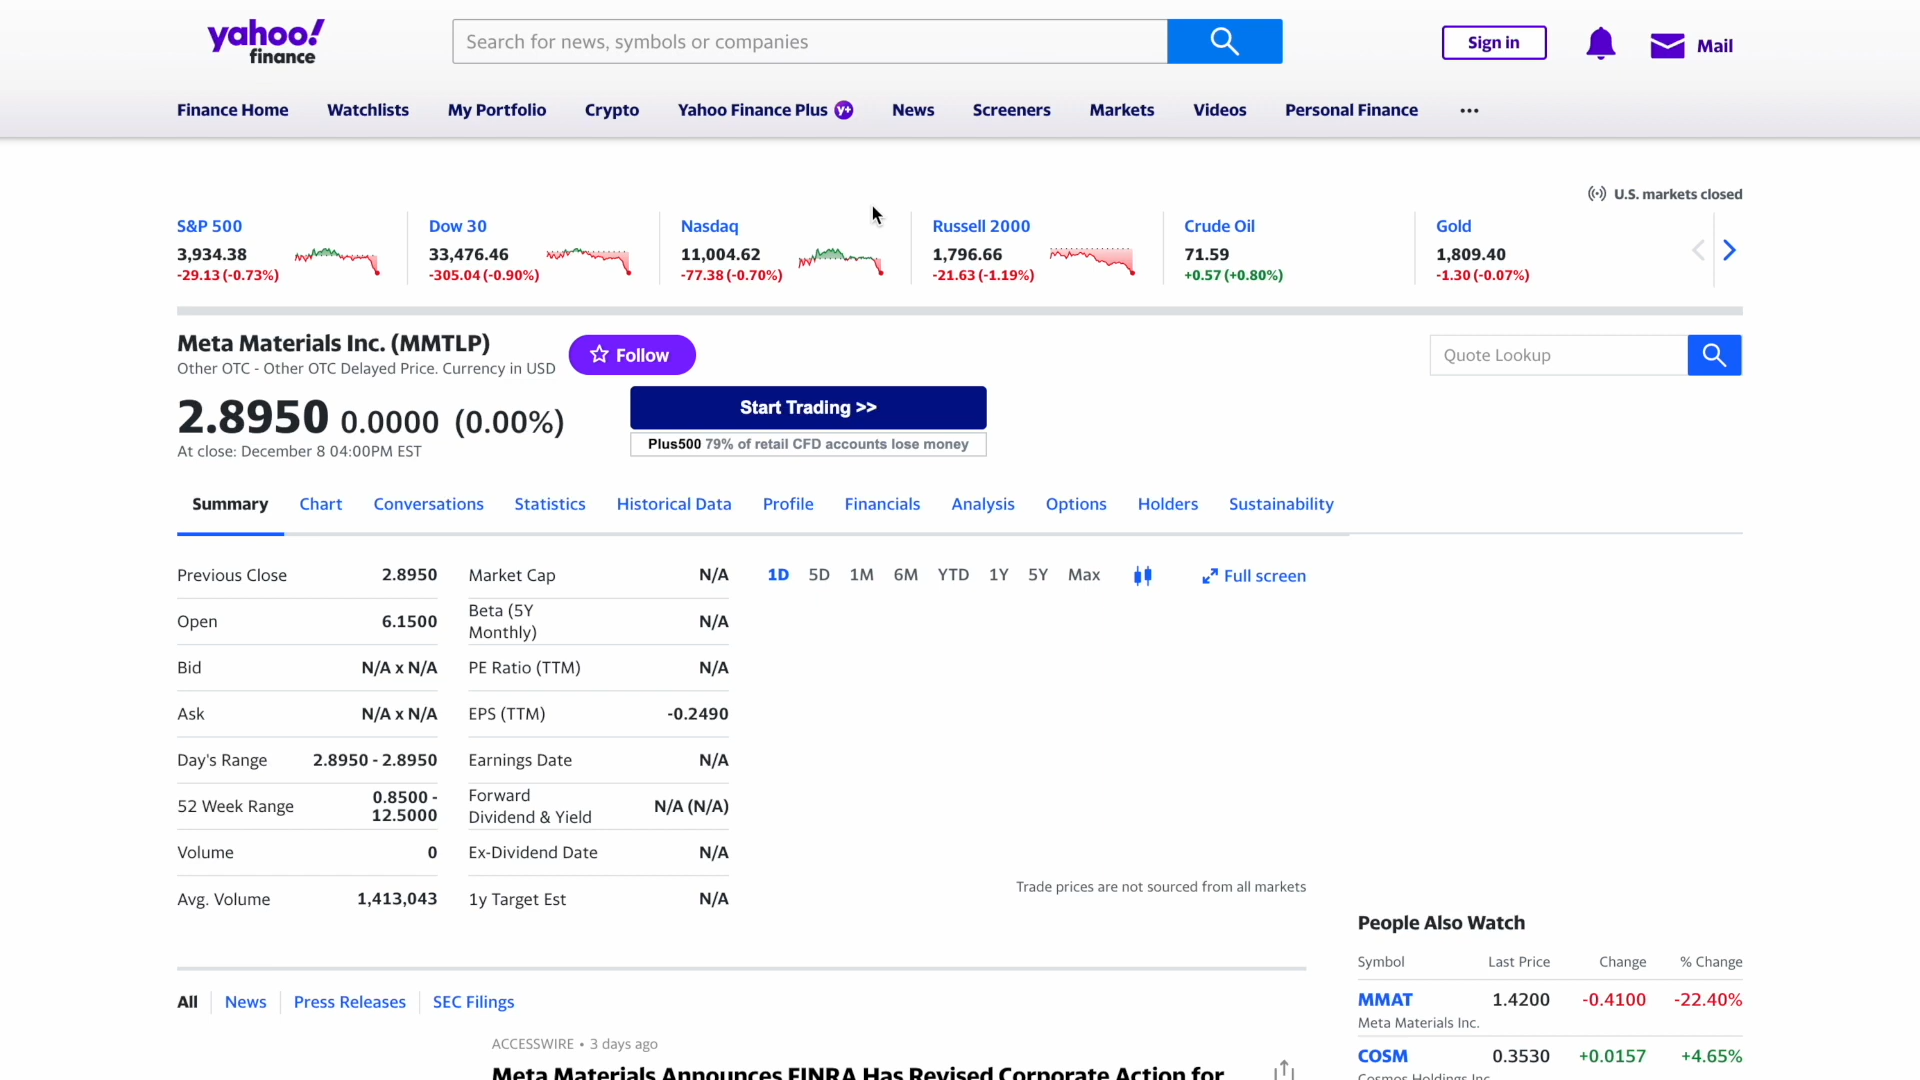 yahoo!
finance
Search for news, symbols or companies
Sign in
Mail
Finance Home Watchlists My Portfolio Crypto Yahoo Finance Plus y+ News Screeners Markets Videos Personal Finance ...
U.S. markets closed
S&P 500 Dow 30 Nasdaq Russell 2000 Crude Oil Gold
3,934.38 33,476.46 11,004.62 1,796.66 71.59 1,809.40
-29.13 (-0.73%) -305.04 (-0.90%) -77.38 (-0.70%) -21.63 (-1.19%) +0.57 (+0.80%) -1.30 (-0.07%)
Meta Materials Inc. (MMTLP)
Follow
Quote Lookup
Other OTC - Other OTC Delayed Price. Currency in USD
2.8950 0.0000 (0.00%)
At close: December 8 04:00PM EST
Start Trading >>
Plus500 79% of retail CFD accounts lose money
Summary Chart Conversations Statistics Historical Data Profile Financials Analysis Options Holders Sustainability
Previous Close 2.8950
Open 6.1500
Bid N/A x N/A
Ask N/A x N/A
Day's Range 2.8950 - 2.8950
52 Week Range 0.8500 -
12.5000
Volume 0
Avg. Volume 1,413,043
Market Cap N/A
Beta (5Y
Monthly) N/A
PE Ratio (TTM) N/A
EPS (TTM) -0.2490
Earnings Date N/A
Forward
Dividend & Yield N/A (N/A)
Ex-Dividend Date N/A
1y Target Est N/A
1D 5D 1M 6M YTD 1Y 5Y Max Full screen
Trade prices are not sourced from all markets
People Also Watch
Symbol Last Price Change % Change
MMAT 1.4200 -0.4100 -22.40%
Meta Materials Inc.
COSM 0.3530 +0.0157 +4.65%
Cosmos Holdings Inc.
All News Press Releases SEC Filings
ACCESSWIRE • 3 days ago
Meta Materials Announces FINRA Has Revised Corporate Action for